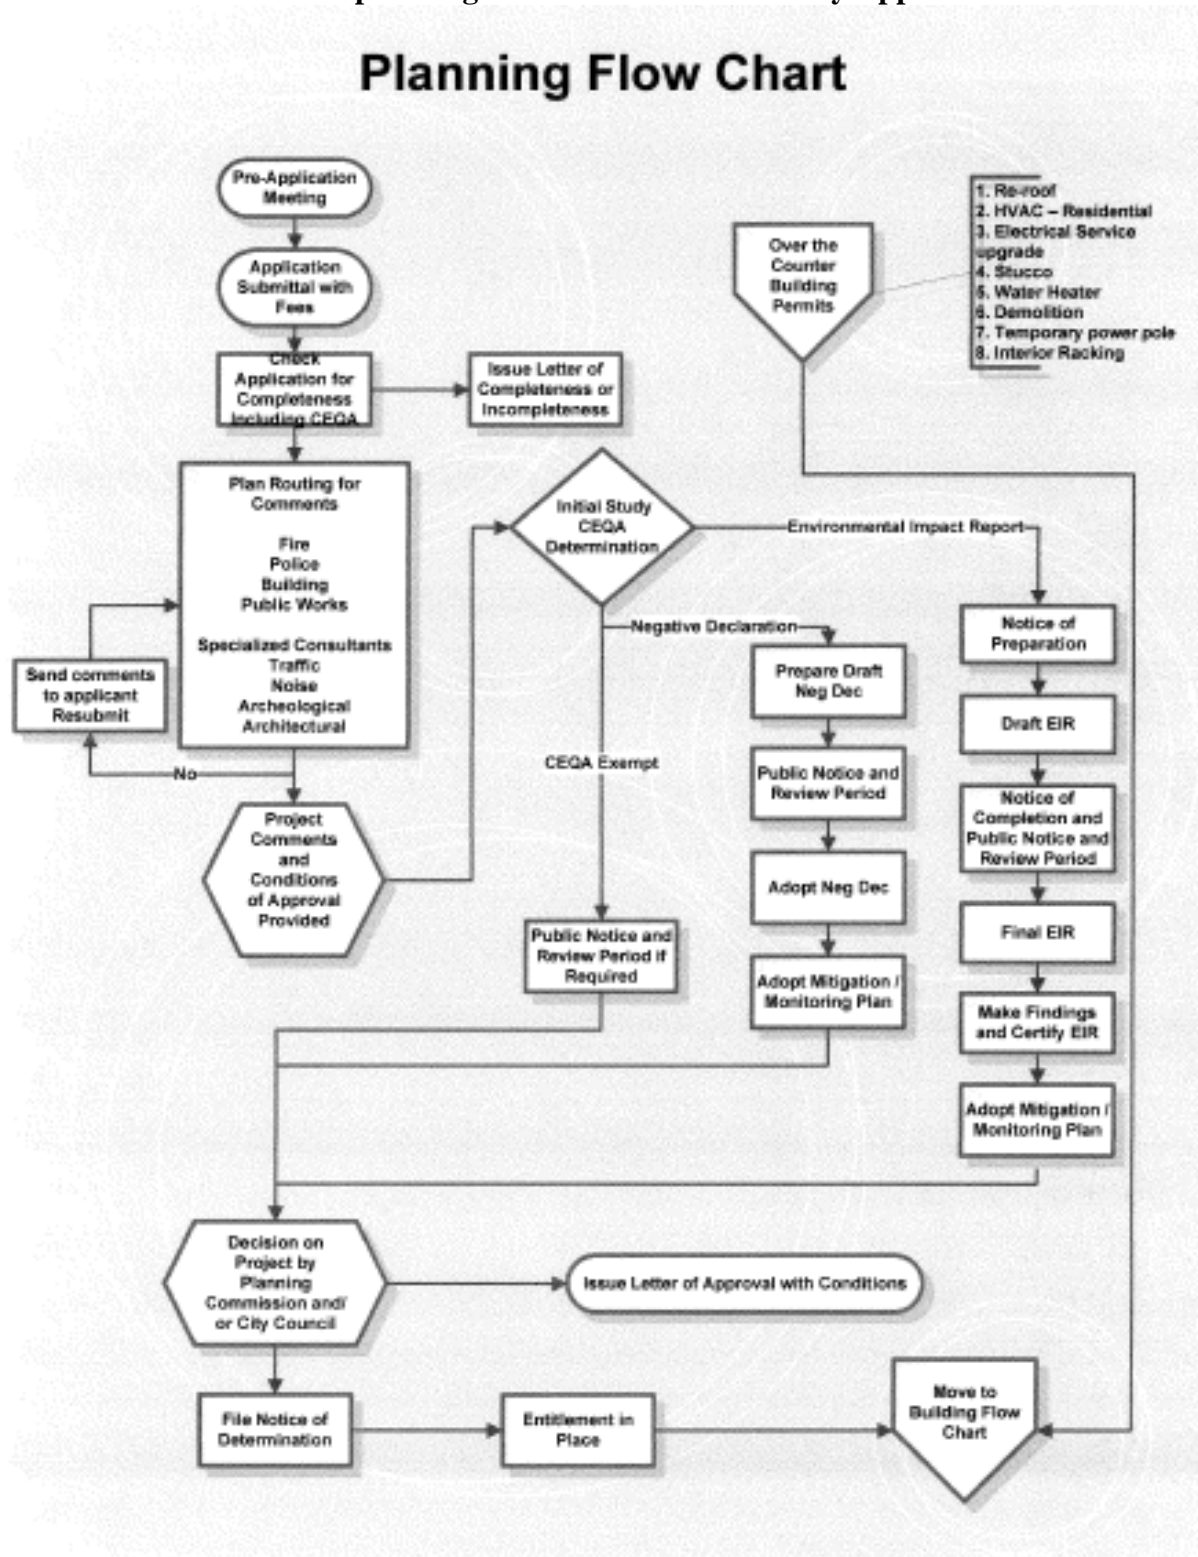 Planning Flow Chart
Pre-Application
Meeting
Application
Submittal with
Fees
Check
Application for
Completeness
Including CEQA
Issue Letter of
Completeness or
Incompleteness
Over the
Counter
Building
Permits
1. Re-roof
2. HVAC – Residential
3. Electrical Service
upgrade
4. Stucco
5. Water Heater
6. Demolition
7. Temporary power pole
8. Interior Racking
Plan Routing for
Comments
Fire
Police
Building
Public Works
Specialized Consultants
Traffic
Noise
Archeological
Architectural
Send comments
to applicant
Resubmit
No
Project
Comments
and
Conditions
of Approval
Provided
Initial Study
CEQA
Determination
Environmental Impact Report
Negative Declaration
CEQA Exempt
Public Notice and
Review Period if
Required
Prepare Draft
Neg Dec
Public Notice and
Review Period
Adopt Neg Dec
Adopt Mitigation /
Monitoring Plan
Notice of
Preparation
Draft EIR
Notice of
Completion and
Public Notice and
Review Period
Final EIR
Make Findings
and Certify EIR
Adopt Mitigation /
Monitoring Plan
Decision on
Project by
Planning
Commission and/
or City Council
Issue Letter of Approval with Conditions
File Notice of
Determination
Entitlement in
Place
Move to
Building Flow
Chart